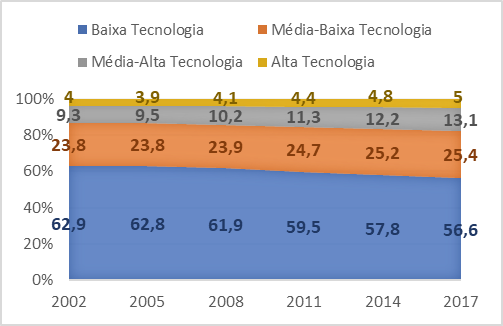 Baixa Tecnologia Média-Baixa Tecnologia
Média-Alta Tecnologia Alta Tecnologia
4 3,9 4,1 4,4 4,8 5
100%
9,3 9,5 10,2 11,3 12,2 13,1
80%
23,8 23,8 23,9 24,7 25,2 25,4
60%
40%
62,9 62,8 61,9 59,5 57,8 56,6
20%
0%
2002 2005 2008 2011 2014 2017